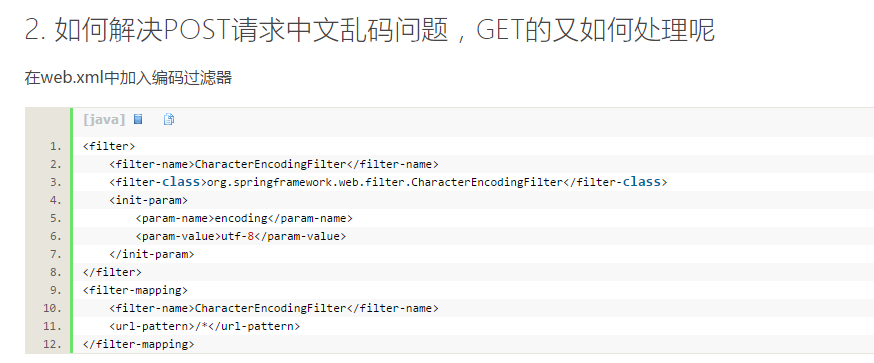 2. 如何解决POST请求中文乱码问题，GET的又如何处理呢
在web.xml中加入编码过滤器
[java]
1. <filter>
2. <filter-name>CharacterEncodingFilter</filter-name>
3. <filter-class>org.springframework.web.filter.CharacterEncodingFilter</filter-class>
4. <init-param>
5. <param-name>encoding</param-name>
6. <param-value>utf-8</param-value>
7. </init-param>
8. </filter>
9. <filter-mapping>
10. <filter-name>CharacterEncodingFilter</filter-name>
11. <url-pattern>/*</url-pattern>
12. </filter-mapping>